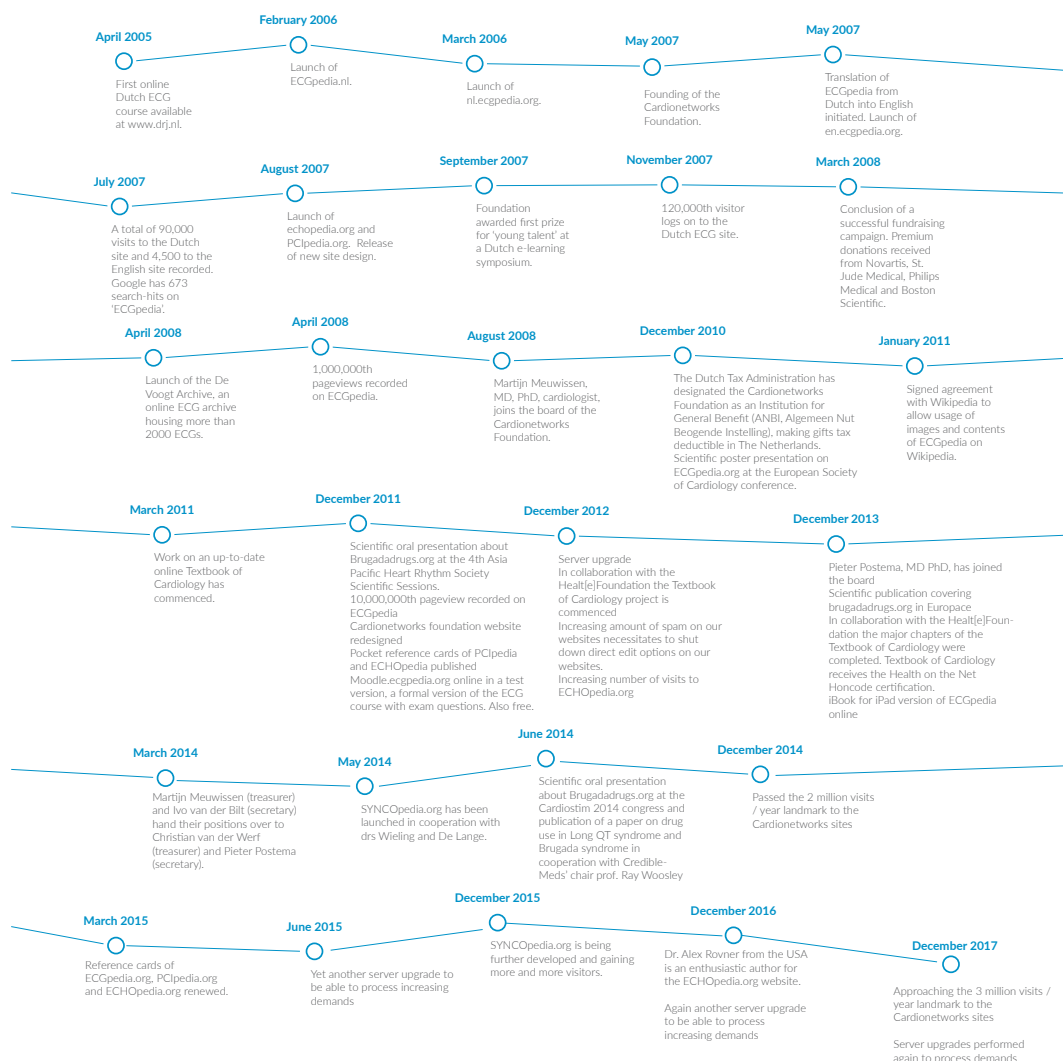 April 2005
First online
Dutch ECG
course available
at www.drj.nl.
February 2006
Launch of
ECGpedia.nl.
March 2006
Launch of
nl.ecgpedia.org.
May 2007
Founding of the
Cardionetworks
Foundation.
May 2007
Translation of
ECGpedia from
Dutch into English
initiated. Launch of
en.ecgpedia.org.
July 2007
A total of 90,000
visits to the Dutch
site and 4,500 to the
English site recorded.
Google has 673
search-hits on
‘ECGpedia’.
August 2007
Launch of
echopedia.org and
PCIpedia.org.  Release
of new site design.
September 2007
Foundation
awarded first prize
for ‘young talent’ at
a Dutch e-learning
symposium.
November 2007
120,000th visitor
logs on to the
Dutch ECG site.
March 2008
Conclusion of a
successful fundraising
campaign. Premium
donations received
from Novartis, St.
Jude Medical, Philips
Medical and Boston
Scientific.
April 2008
Launch of the De
Voogt Archive, an
online ECG archive
housing more than
2000 ECGs.
April 2008
1,000,000th
pageviews recorded
on ECGpedia.
August 2008
Martijn Meuwissen,
MD, PhD, cardiologist,
joins the board of the
Cardionetworks
Foundation.
December 2010
The Dutch Tax Administration has
designated the Cardionetworks
Foundation as an Institution for
General Benefit (ANBI, Algemeen Nut
Beogende Instelling), making gifts tax
deductible in The Netherlands.
Scientific poster presentation on
ECGpedia.org at the European Society
of Cardiology conference.
January 2011
Signed agreement
with Wikipedia to
allow usage of
images and contents
of ECGpedia on
Wikipedia.
March 2011
Work on an up-to-date
online Textbook of
Cardiology has
commenced.
December 2011
Scientific oral presentation about
Brugadadrugs.org at the 4th Asia
Pacific Heart Rhythm Society
Scientific Sessions.
10,000,000th pageview recorded on
ECGpedia
Cardionetworks foundation website
redesigned
Pocket reference cards of PCIpedia
and ECHOpedia published
Moodle.ecgpedia.org online in a test
version, a formal version of the ECG
course with exam questions. Also free.
December 2012
Server upgrade
In collaboration with the
Healt[e]Foundation the Textbook
of Cardiology project is
commenced
Increasing amount of spam on our
websites necessitates to shut
down direct edit options on our
websites.
Increasing number of visits to
ECHOpedia.org
December 2013
Pieter Postema, MD PhD, has joined
the board
Scientific publication covering
brugadadrugs.org in Europace
In collaboration with the Healt[e]Foun-
dation the major chapters of the
Textbook of Cardiology were
completed. Textbook of Cardiology
receives the Health on the Net
Honcode certification.
iBook for iPad version of ECGpedia
online
March 2014
Martijn Meuwissen (treasurer)
and Ivo van der Bilt (secretary)
hand their positions over to
Christian van der Werf
(treasurer) and Pieter Postema
(secretary).
May 2014
SYNCOpedia.org has been
launched in cooperation with
drs Wieling and De Lange.
June 2014
Scientific oral presentation
about Brugadadrugs.org at the
Cardiostim 2014 congress and
publication of a paper on drug
use in Long QT syndrome and
Brugada syndrome in
cooperation with Credible-
Meds’ chair prof. Ray Woosley
December 2014
Passed the 2 million visits
/ year landmark to the
Cardionetworks sites
March 2015
Reference cards of
ECGpedia.org, PCIpedia.org
and ECHOpedia.org renewed.
June 2015
Yet another server upgrade to
be able to process increasing
demands
December 2015
SYNCOpedia.org is being
further developed and gaining
more and more visitors.
December 2016
Dr. Alex Rovner from the USA
is an enthusiastic author for
the ECHOpedia.org website.
Again another server upgrade
to be able to process
increasing demands
December 2017
Approaching the 3 million visits /
year landmark to the
Cardionetworks sites
Server upgrades performed
again to process demands